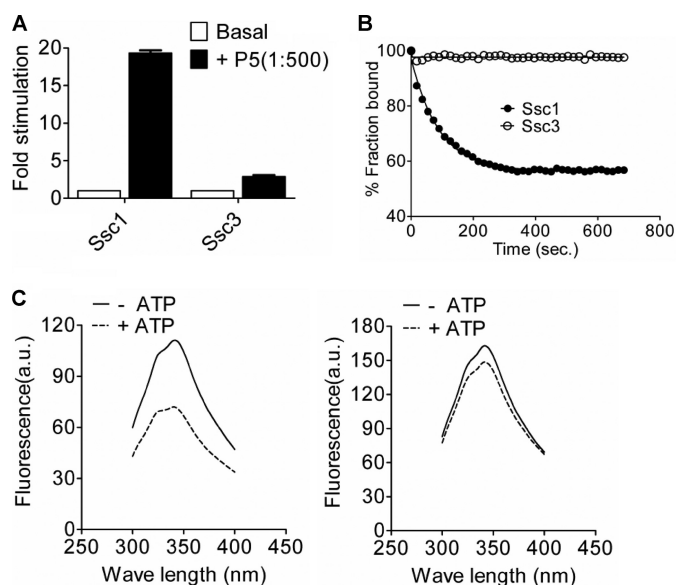 A
Basal
+ P5(1:500)
Fold stimulation
20
15
10
5
0
Ssc1
Ssc3
B
% Fraction bound
100
80
60
40
Ssc1
Ssc3
0
200
400
600
800
Time (sec.)
C
- ATP
+ ATP
Fluorescence(a.u.)
120
90
60
30
0
250
300
350
400
450
Wave length (nm)
- ATP
+ ATP
Fluorescence(a.u.)
180
150
120
90
60
30
0
250
300
350
400
450
Wave length (nm)